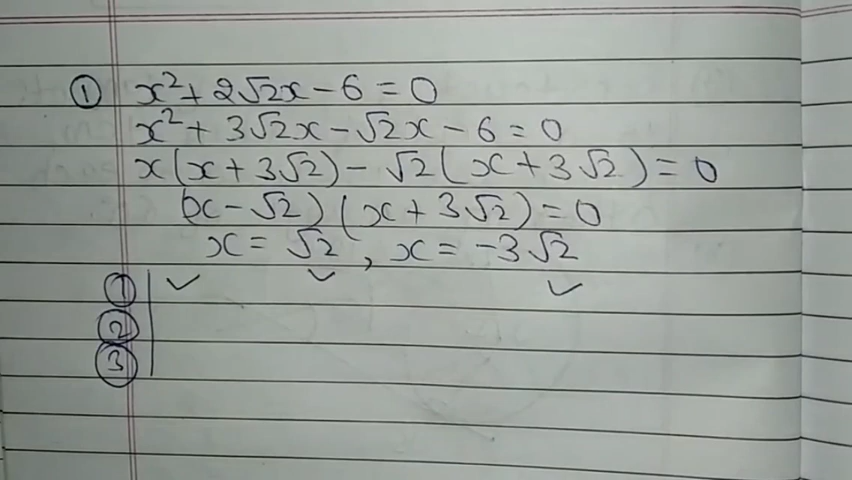 ① x²+2√2x-6=0
x²+3√2x-√2x-6=0
x(x+3√2)-√2(x+3√2)=0
(x-√2)(x+3√2)=0
x=√2, x=-3√2
① ✓ ✓ ✓
②
③